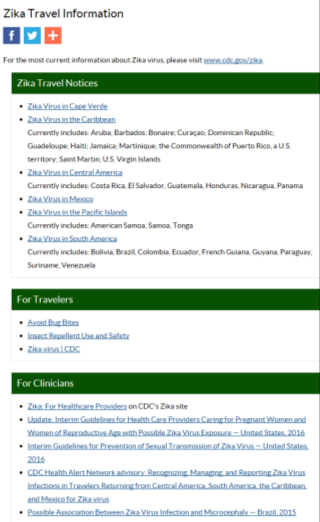 Zika Travel Information
For the most current information about Zika virus, please visit www.cdc.gov/zika.
Zika Travel Notices
Zika Virus in Cape Verde
Zika Virus in the Caribbean
Currently includes: Aruba; Barbados; Bonaire; Curaçao; Dominican Republic;
Guadeloupe; Haiti; Jamaica; Martinique; the Commonwealth of Puerto Rico, a U.S.
territory; Saint Martin; U.S. Virgin Islands
Zika Virus in Central America
Currently includes: Costa Rica, El Salvador, Guatemala, Honduras, Nicaragua, Panama
Zika Virus in Mexico
Zika Virus in the Pacific Islands
Currently includes: American Samoa, Samoa, Tonga
Zika Virus in South America
Currently includes: Bolivia, Brazil, Colombia, Ecuador, French Guiana, Guyana, Paraguay,
Suriname, Venezuela
For Travelers
Avoid Bug Bites
Insect Repellent Use and Safety
Zika virus | CDC
For Clinicians
Zika: For Healthcare Providers on CDC's Zika site
Update: Interim Guidelines for Health Care Providers Caring for Pregnant Women and
Women of Reproductive Age with Possible Zika Virus Exposure — United States, 2016
Interim Guidelines for Prevention of Sexual Transmission of Zika Virus — United States,
2016
CDC Health Alert Network advisory: Recognizing, Managing, and Reporting Zika Virus
Infections in Travelers Returning from Central America, South America, the Caribbean,
and Mexico for Zika virus
Possible Association Between Zika Virus Infection and Microcephaly — Brazil, 2015